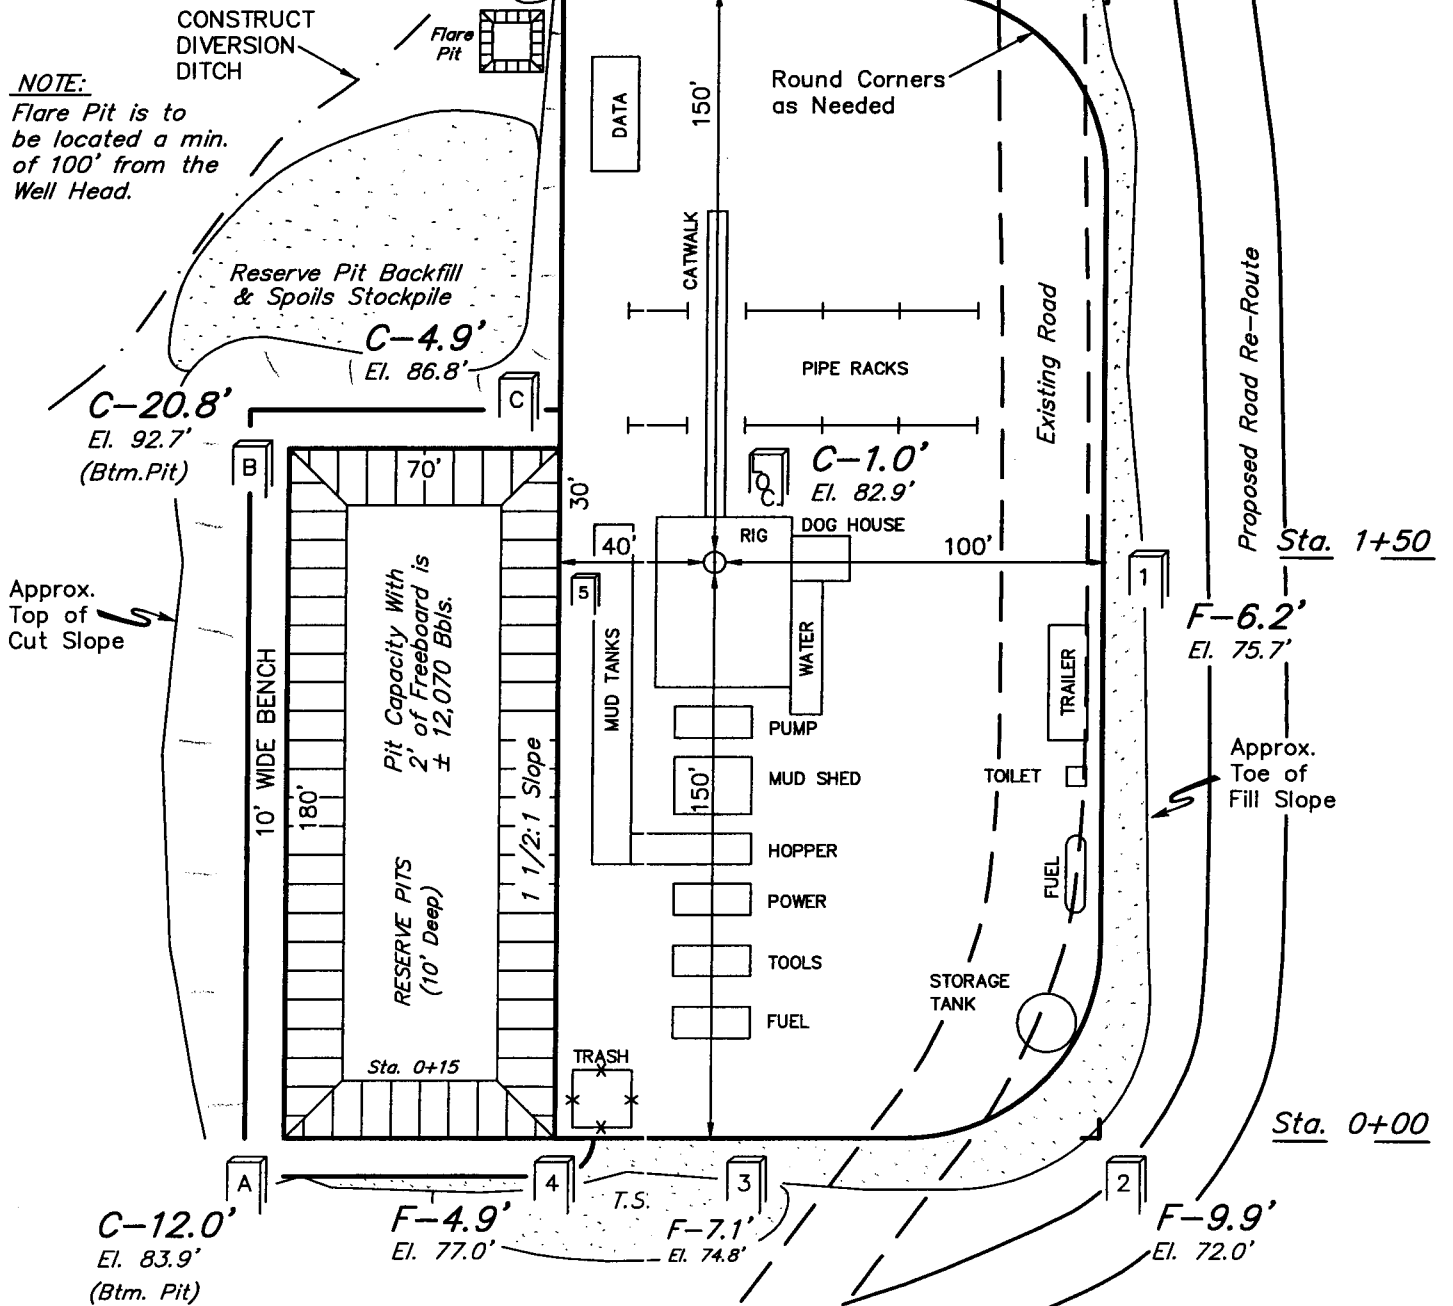 CONSTRUCT
DIVERSION
DITCH
Flare
Pit
NOTE:
Flare Pit is to
be located a min.
of 100' from the
Well Head.
DATA
150'
Round Corners
as Needed
CATWALK
Reserve Pit Backfill
& Spoils Stockpile
C-4.9'
El. 86.8'
C
PIPE RACKS
Existing Road
Proposed Road Re-Route
C-20.8'
El. 92.7'
(Btm.Pit)
B
70'
30'
C-1.0'
El. 82.9'
RIG
DOG HOUSE
40'
100'
Sta. 1+50
1
5
F-6.2'
El. 75.7'
Approx.
Top of
Cut Slope
10' WIDE BENCH
180'
Pit Capacity With
2' of Freeboard is
± 12,070 Bbls.
RESERVE PITS
(10' Deep)
1 1/2:1 Slope
MUD TANKS
WATER
TRAILER
PUMP
MUD SHED
150'
TOILET
Approx.
Toe of
Fill Slope
HOPPER
FUEL
POWER
TOOLS
STORAGE
TANK
FUEL
TRASH
Sta. 0+15
Sta. 0+00
A
4
3
2
T.S.
C-12.0'
El. 83.9'
(Btm. Pit)
F-4.9'
El. 77.0'
F-7.1'
El. 74.8'
F-9.9'
El. 72.0'